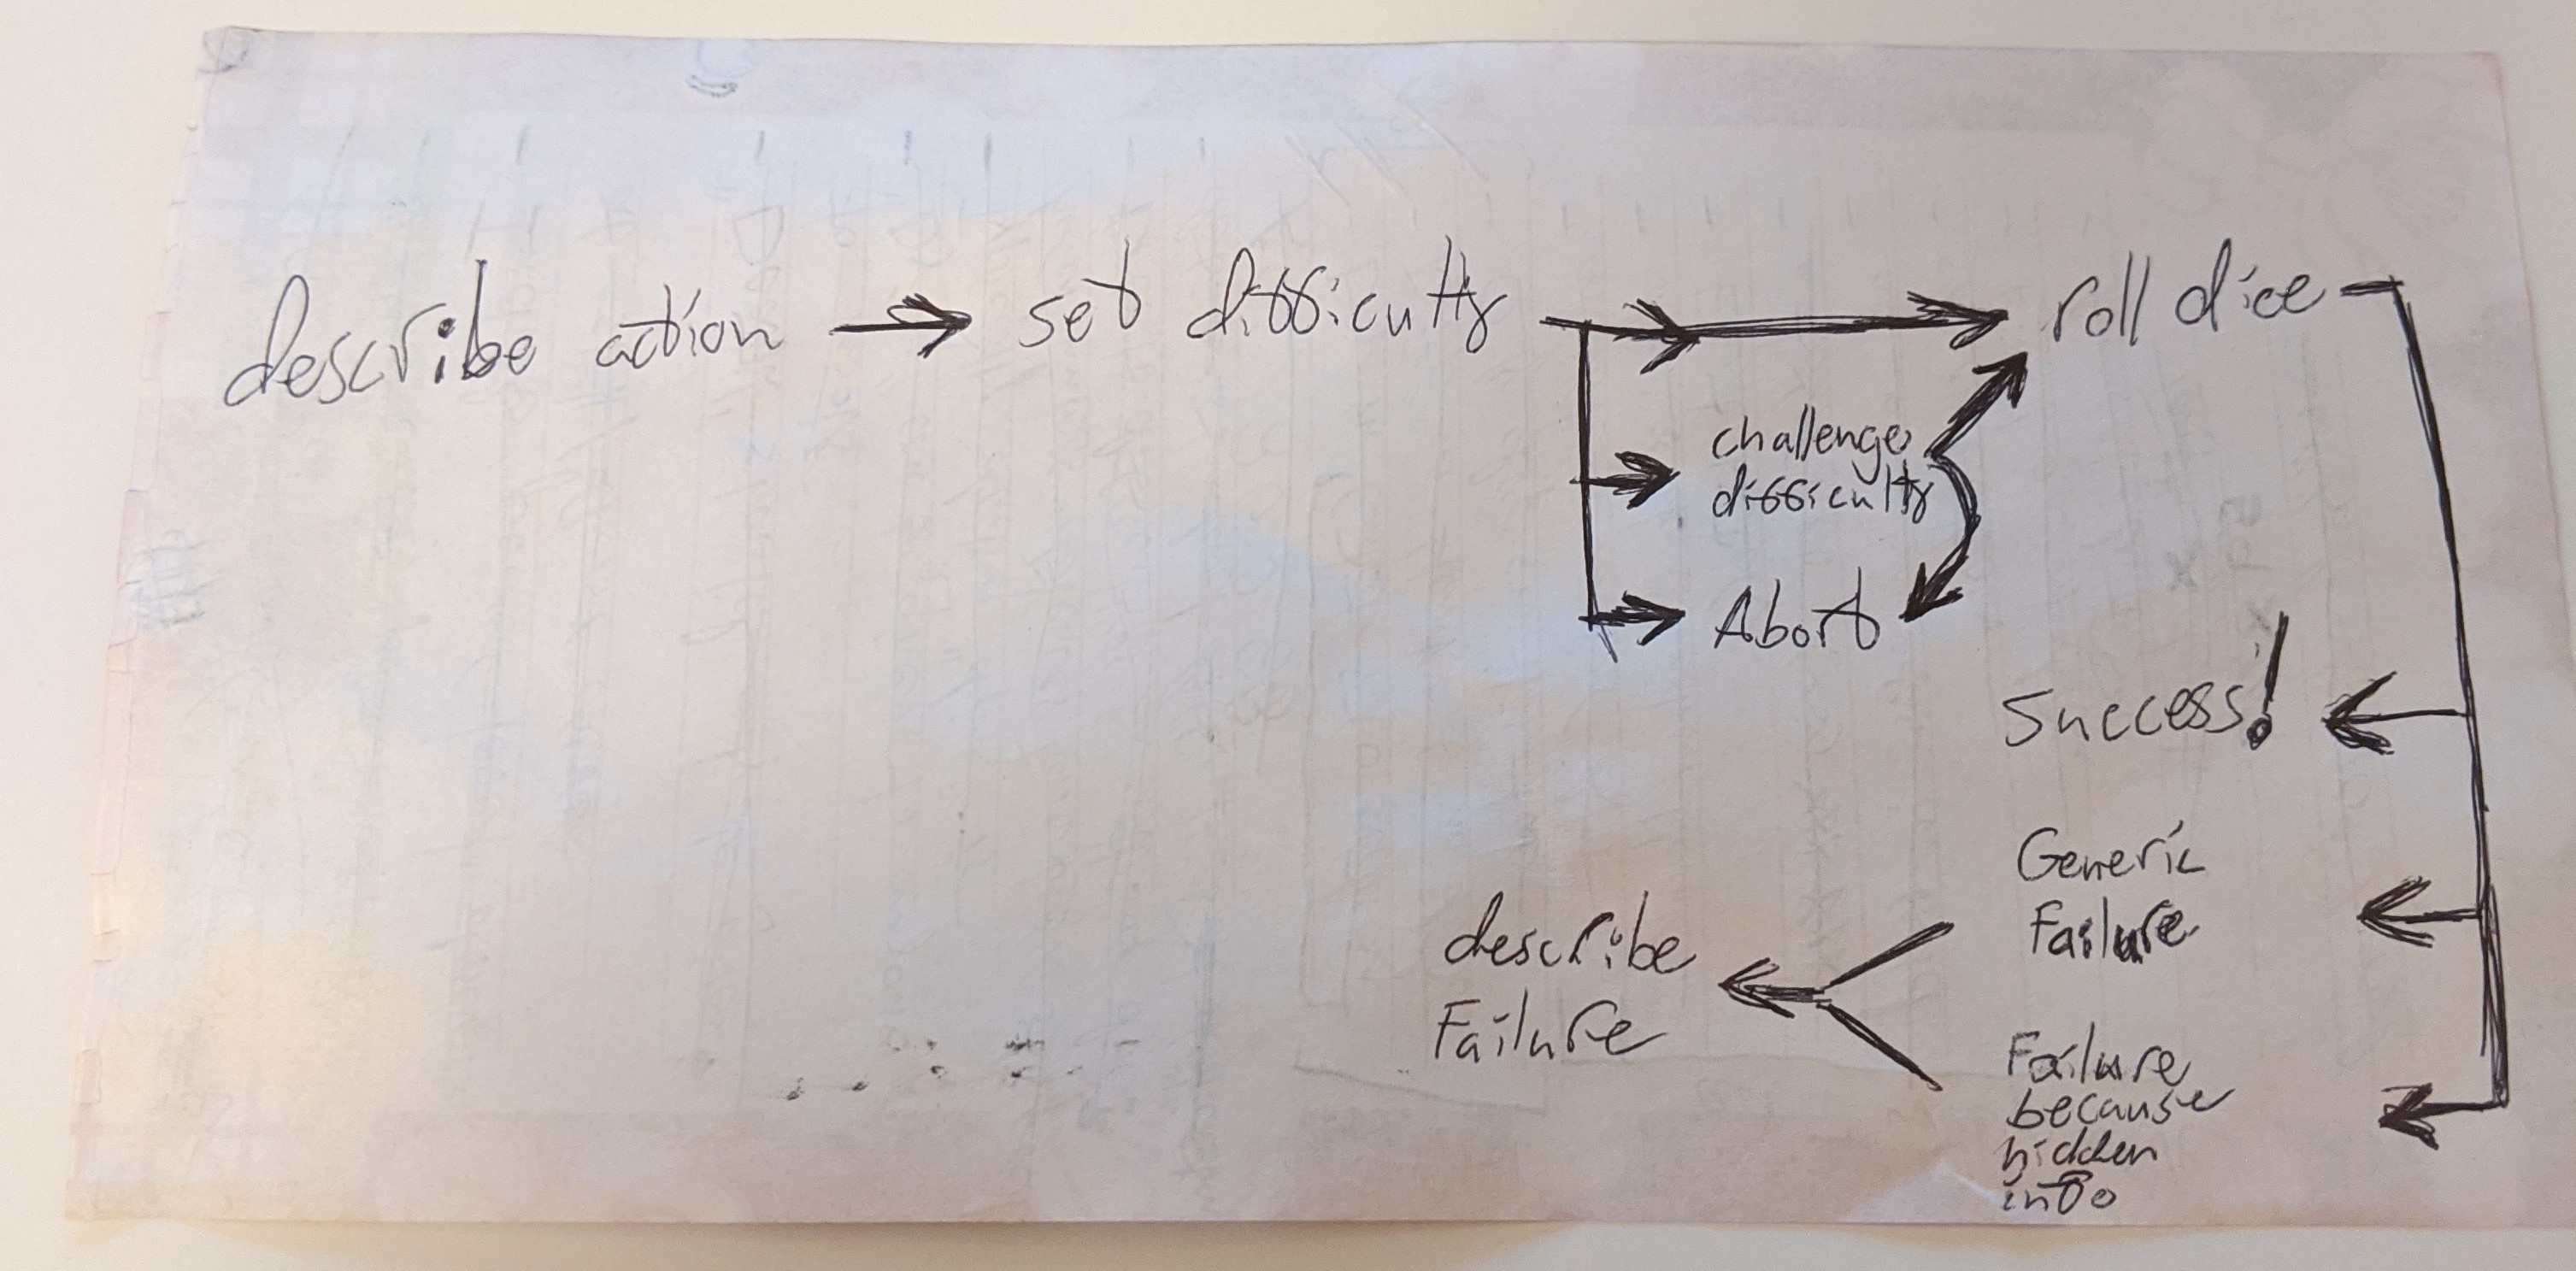 describe action
set difficulty
roll dice
challenge
difficulty
Abort
Success!
Generic
Failure
describe
Failure
Failure
because
hidden
info